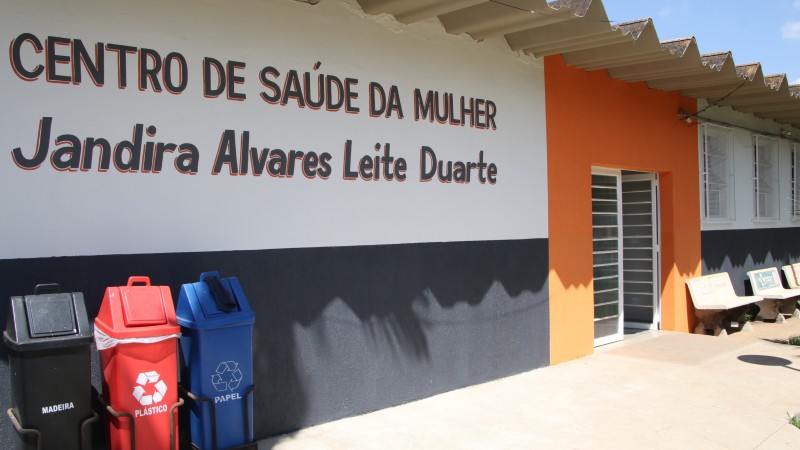 CENTRO DE SAÚDE DA MULHER
Jandira Alvares Leite Duarte
MADEIRA
PLÁSTICO
PAPEL